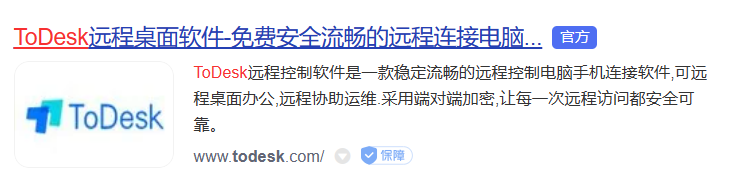 ToDesk远程桌面软件-免费安全流畅的远程连接电脑... 官方
ToDesk
ToDesk远程控制软件是一款稳定流畅的远程控制电脑手机连接软件,可远
程桌面办公,远程协助运维.采用端对端加密,让每一次远程访问都安全可
靠。
www.todesk.com/ 保障